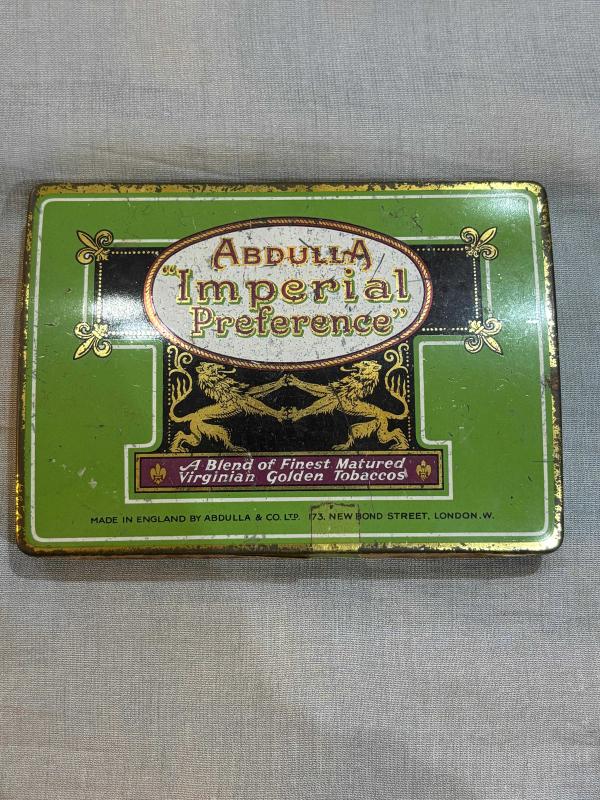 ABDULLA
"Imperial
Preference"
A Blend of Finest Matured
Virginian Golden Tobaccos
MADE IN ENGLAND BY ABDULLA & CO. LTD. 173. NEW BOND STREET, LONDON. W.